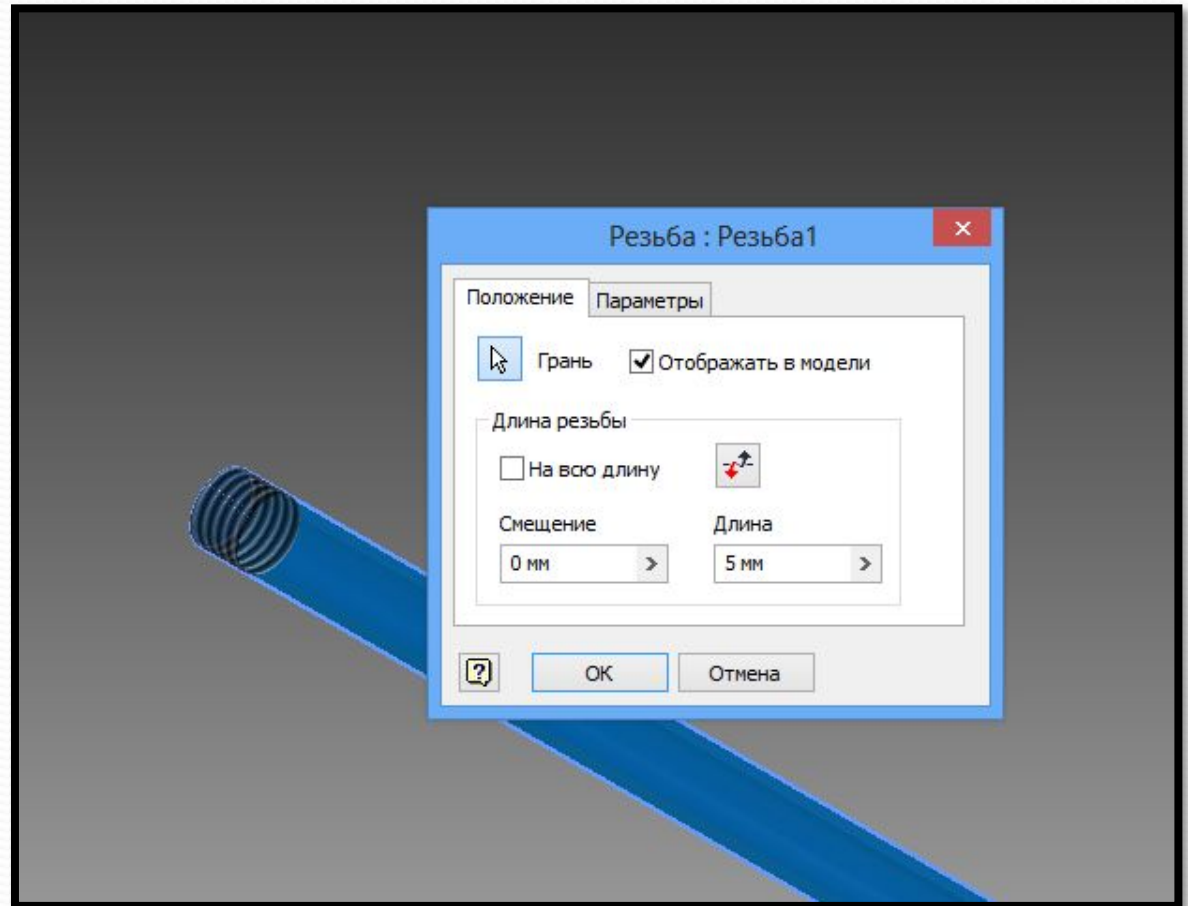 Резьба : Резьба1
Положение Параметры
Грань Отображать в модели
Длина резьбы
На всю длину
Смещение Длина
0 мм 5 мм
ОК Отмена